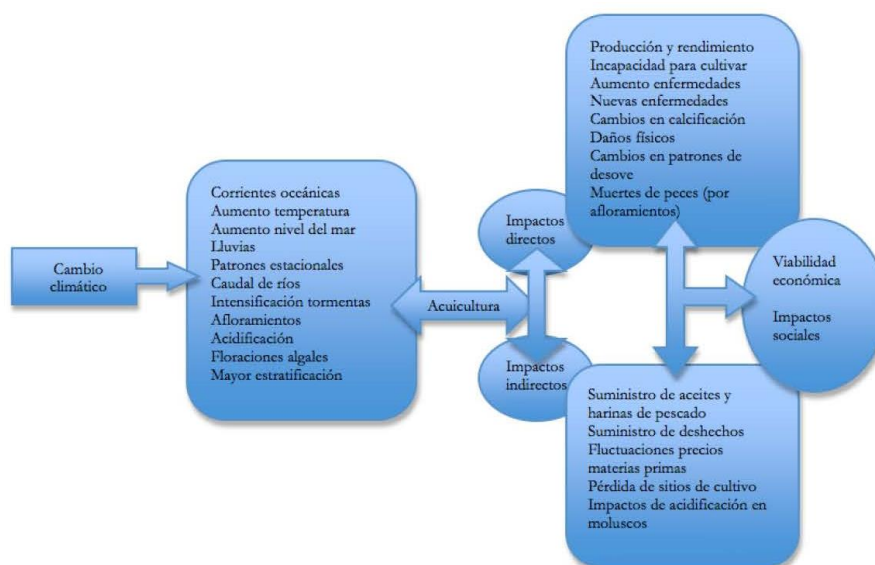 Cambio
climático
Corrientes oceánicas
Aumento temperatura
Aumento nivel del mar
Lluvias
Patrones estacionales
Caudal de ríos
Intensificación tormentas
Afloramientos
Acidificación
Floraciones algales
Mayor estratificación
Acuicultura
Impactos
directos
Impactos
indirectos
Producción y rendimiento
Incapacidad para cultivar
Aumento enfermedades
Nuevas enfermedades
Cambios en calcificación
Daños físicos
Cambios en patrones de
desove
Muertes de peces (por
afloramientos)
Suministro de aceites y
harinas de pescado
Suministro de deshechos
Fluctuaciones precios
materias primas
Pérdida de sitios de cultivo
Impactos de acidificación en
moluscos
Viabilidad
económica
Impactos
sociales